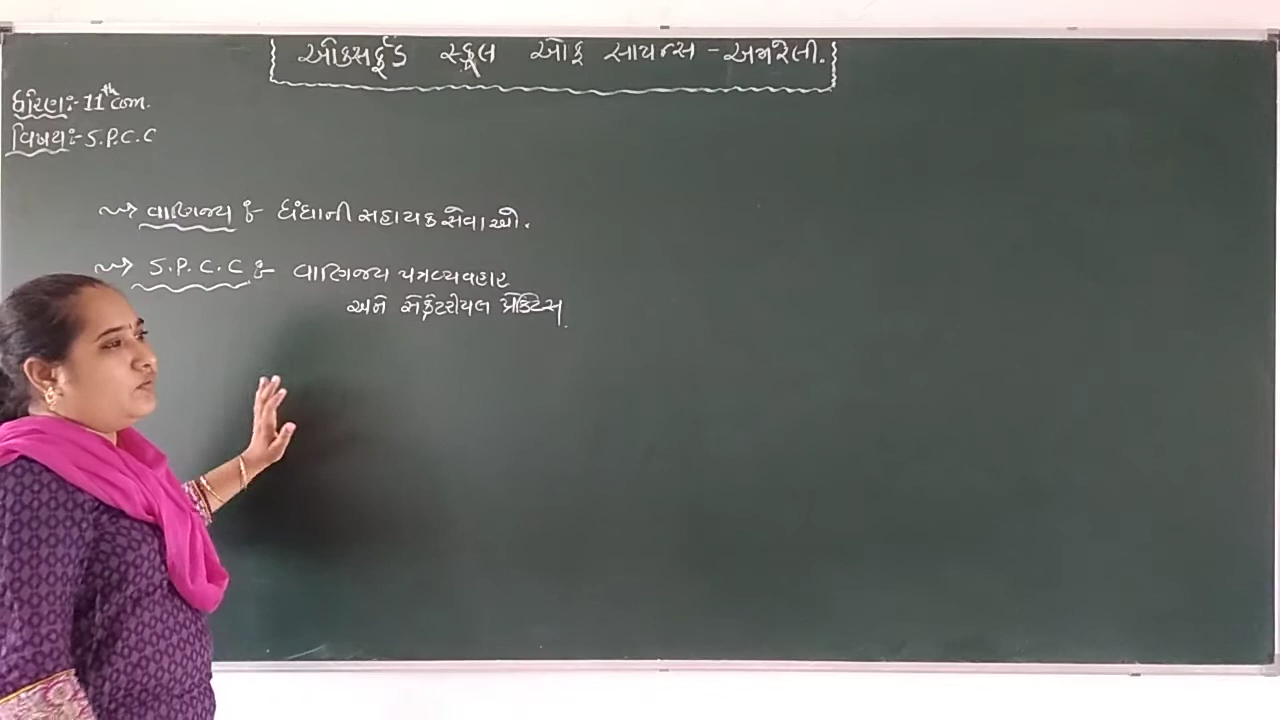 ઓક્સફર્ડ સ્કૂલ ઓફ સાયન્સ - અમરેલી.
ધોરણ:- 11th com.
વિષય:- S.P.C.C
વાણિજ્ય :- ધંધાની સહાયક સેવાઓ.
S.P.C.C :- વાણિજ્ય પત્રવ્યવહાર
અને સેક્રેટરીયલ પ્રેક્ટિસ.